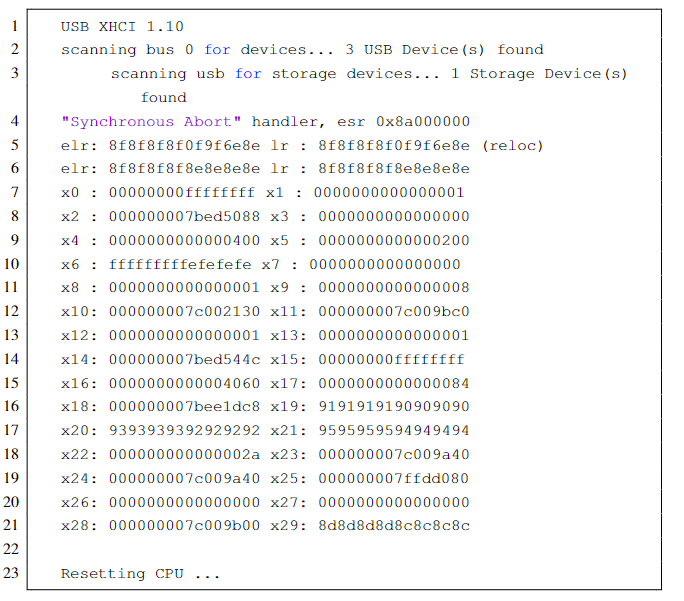 1 USB XHCI 1.10
2 scanning bus 0 for devices... 3 USB Device(s) found
3 scanning usb for storage devices... 1 Storage Device(s)
found
4 "Synchronous Abort" handler, esr 0x8a000000
5 elr: 8f8f8f8f0f9f6e8e lr : 8f8f8f8f0f9f6e8e (reloc)
6 elr: 8f8f8f8f8e8e8e8e lr : 8f8f8f8f8e8e8e8e
7 x0 : 00000000ffffffff x1 : 0000000000000001
8 x2 : 000000007bed5088 x3 : 0000000000000000
9 x4 : 0000000000000400 x5 : 0000000000000200
10 x6 : fffffffffefefefe x7 : 0000000000000000
11 x8 : 0000000000000001 x9 : 0000000000000008
12 x10: 000000007c002130 x11: 000000007c009bc0
13 x12: 0000000000000001 x13: 0000000000000001
14 x14: 000000007bed544c x15: 00000000ffffffff
15 x16: 0000000000004060 x17: 0000000000000084
16 x18: 000000007bee1dc8 x19: 9191919190909090
17 x20: 9393939392929292 x21: 9595959594949494
18 x22: 000000000000002a x23: 000000007c009a40
19 x24: 000000007c009a40 x25: 000000007ffdd080
20 x26: 0000000000000000 x27: 0000000000000000
21 x28: 000000007c009b00 x29: 8d8d8d8d8c8c8c8c
22
23 Resetting CPU ...